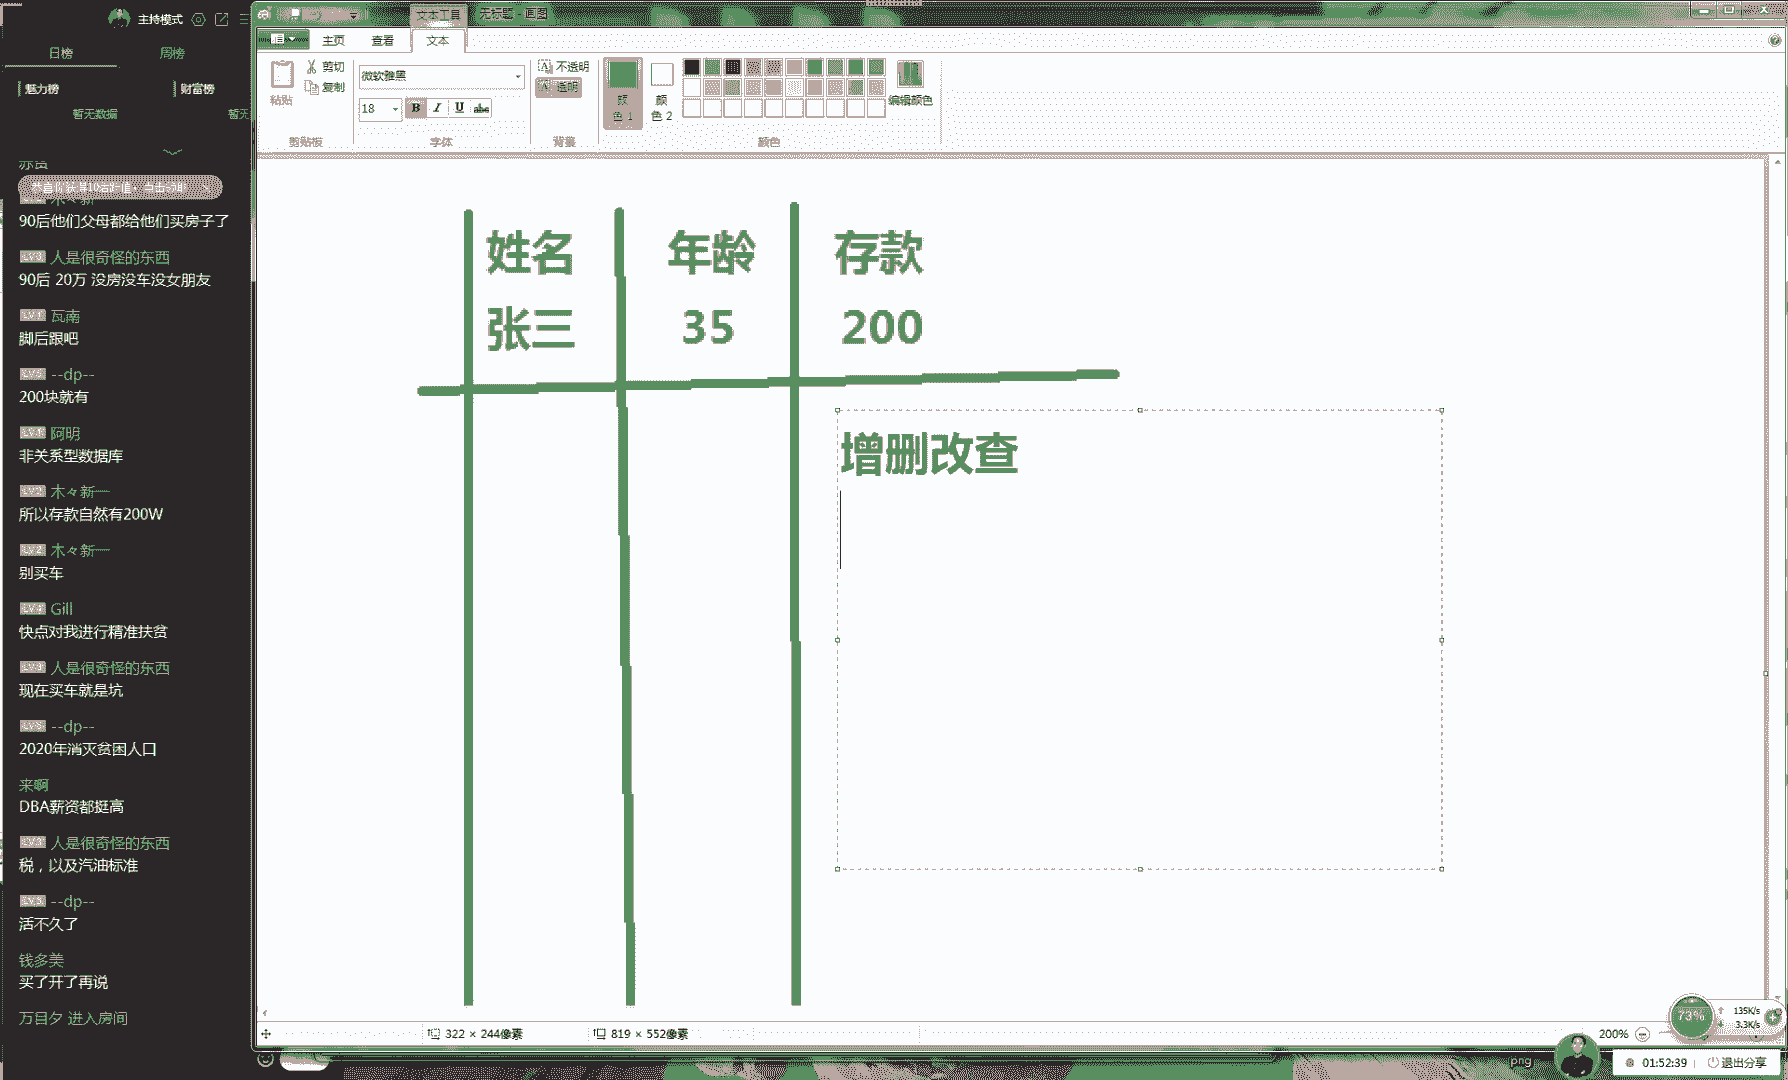 主持模式
日榜 周榜
魅力榜 财富榜
暂无数据 暂无
90后他们父母都给他们买房子了
人是很奇怪的东西
90后 20万 没房没车没女朋友
瓦南
脚后跟吧
--dp--
200块就有
阿明
非关系型数据库
LV2 木々新一
所以存款自然有200W
LV2 木々新一
别买车
Gill
快点对我进行精准扶贫
人是很奇怪的东西
现在买车就是坑
--dp--
2020年消灭贫困人口
来啊
DBA薪资都挺高
人是很奇怪的东西
税，以及汽油标准
--dp--
活不久了
钱多美
买了开了再说
万目夕 进入房间
文本工具 无标题 - 画图
主页 查看 文本
粘贴 剪切 复制
剪贴板
微软雅黑
18 B I U abc
字体
不透明
透明
背景
颜色 1 颜色 2
编辑颜色
颜色
姓名 年龄 存款
张三 35 200
增删改查
322 × 244像素 819 × 552像素 200%
73% 135K/s
3.3K/s
png
01:52:39 退出分享